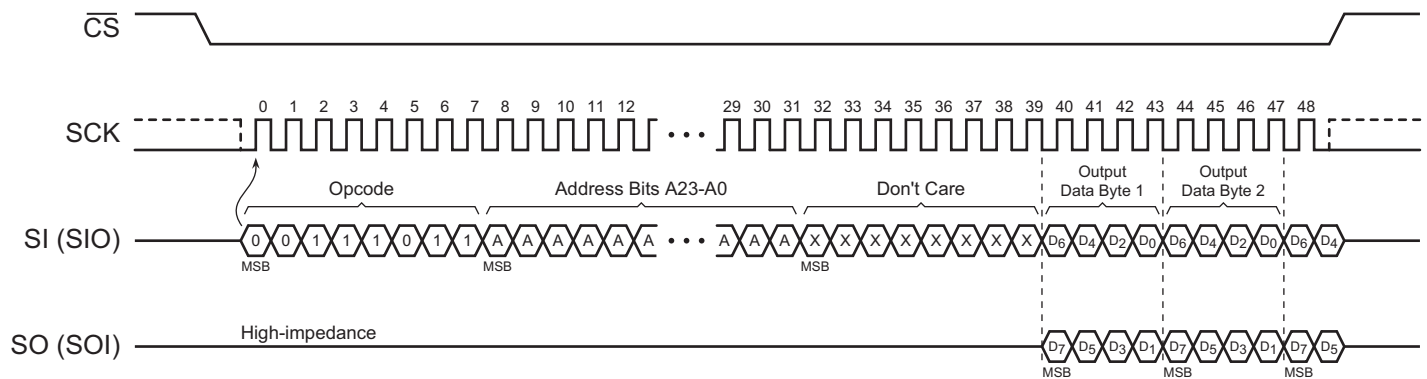 CS
0 1 2 3 4 5 6 7 8 9 10 11 12 29 30 31 32 33 34 35 36 37 38 39 40 41 42 43 44 45 46 47 48
SCK
Opcode Address Bits A23-A0 Don't Care Output Data Byte 1 Output Data Byte 2
SI (SIO) 0 0 1 1 1 0 1 1 A A A A A A A A A X X X X X X X X D6 D4 D2 D0 D6 D4 D2 D0 D6 D4
MSB MSB MSB
High-impedance
SO (SOI) D7 D5 D3 D1 D7 D5 D3 D1 D7 D5
MSB MSB MSB